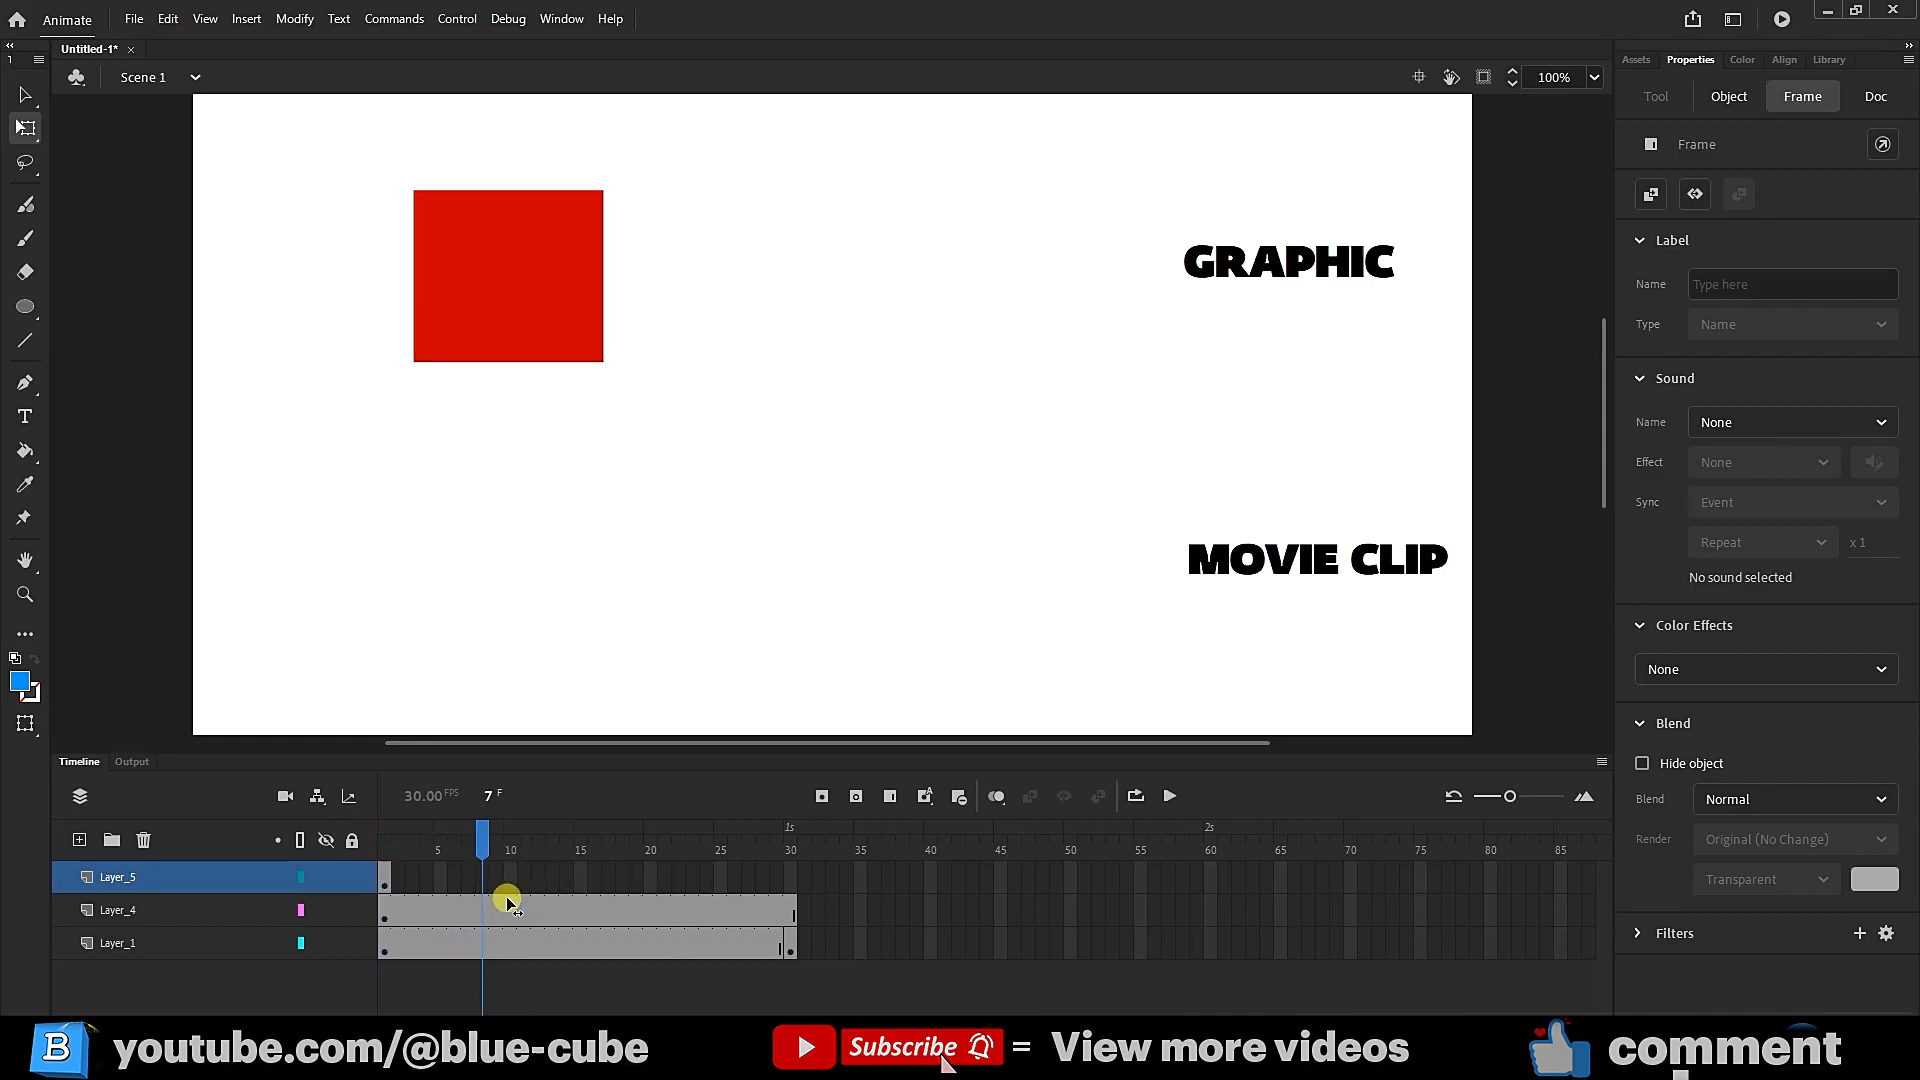 Animate File Edit View Insert Modify Text Commands Control Debug Window Help
Untitled-1*
Scene 1
100%
Assets Properties Color Align Library
Tool Object Frame Doc
Frame
Label
Name Type here
Type Name
Sound
Name None
Effect None
Sync Event
Repeat x 1
No sound selected
Color Effects
None
Blend
Hide object
Blend Normal
Render Original (No Change)
Transparent
Filters
GRAPHIC
MOVIE CLIP
Timeline Output
30.00 FPS 7 F
1s 2s
5 10 15 20 25 30 35 40 45 50 55 60 65 70 75 80 85
Layer_5
Layer_4
Layer_1
B youtube.com/@blue-cube Subscribe = View more videos comment